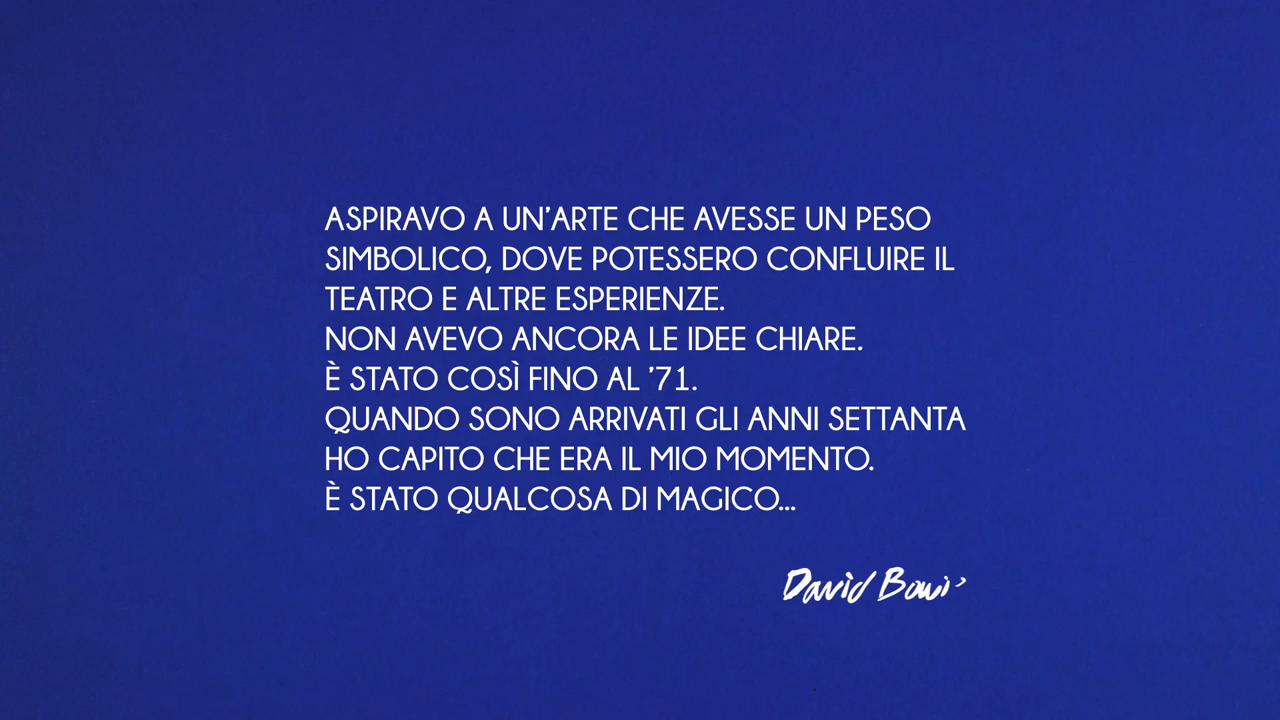 ASPIRAVO A UN'ARTE CHE AVESSE UN PESO
SIMBOLICO, DOVE POTESSERO CONFLUIRE IL
TEATRO E ALTRE ESPERIENZE.
NON AVEVO ANCORA LE IDEE CHIARE.
È STATO COSÌ FINO AL '71.
QUANDO SONO ARRIVATI GLI ANNI SETTANTA
HO CAPITO CHE ERA IL MIO MOMENTO.
È STATO QUALCOSA DI MAGICO...
David Bowie